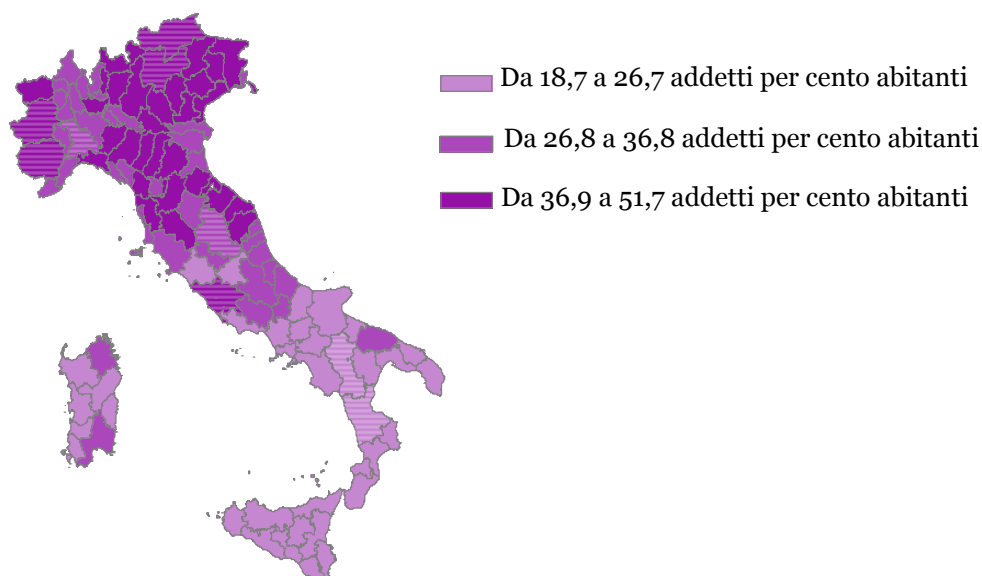 Da 18,7 a 26,7 addetti per cento abitanti
Da 26,8 a 36,8 addetti per cento abitanti
Da 36,9 a 51,7 addetti per cento abitanti